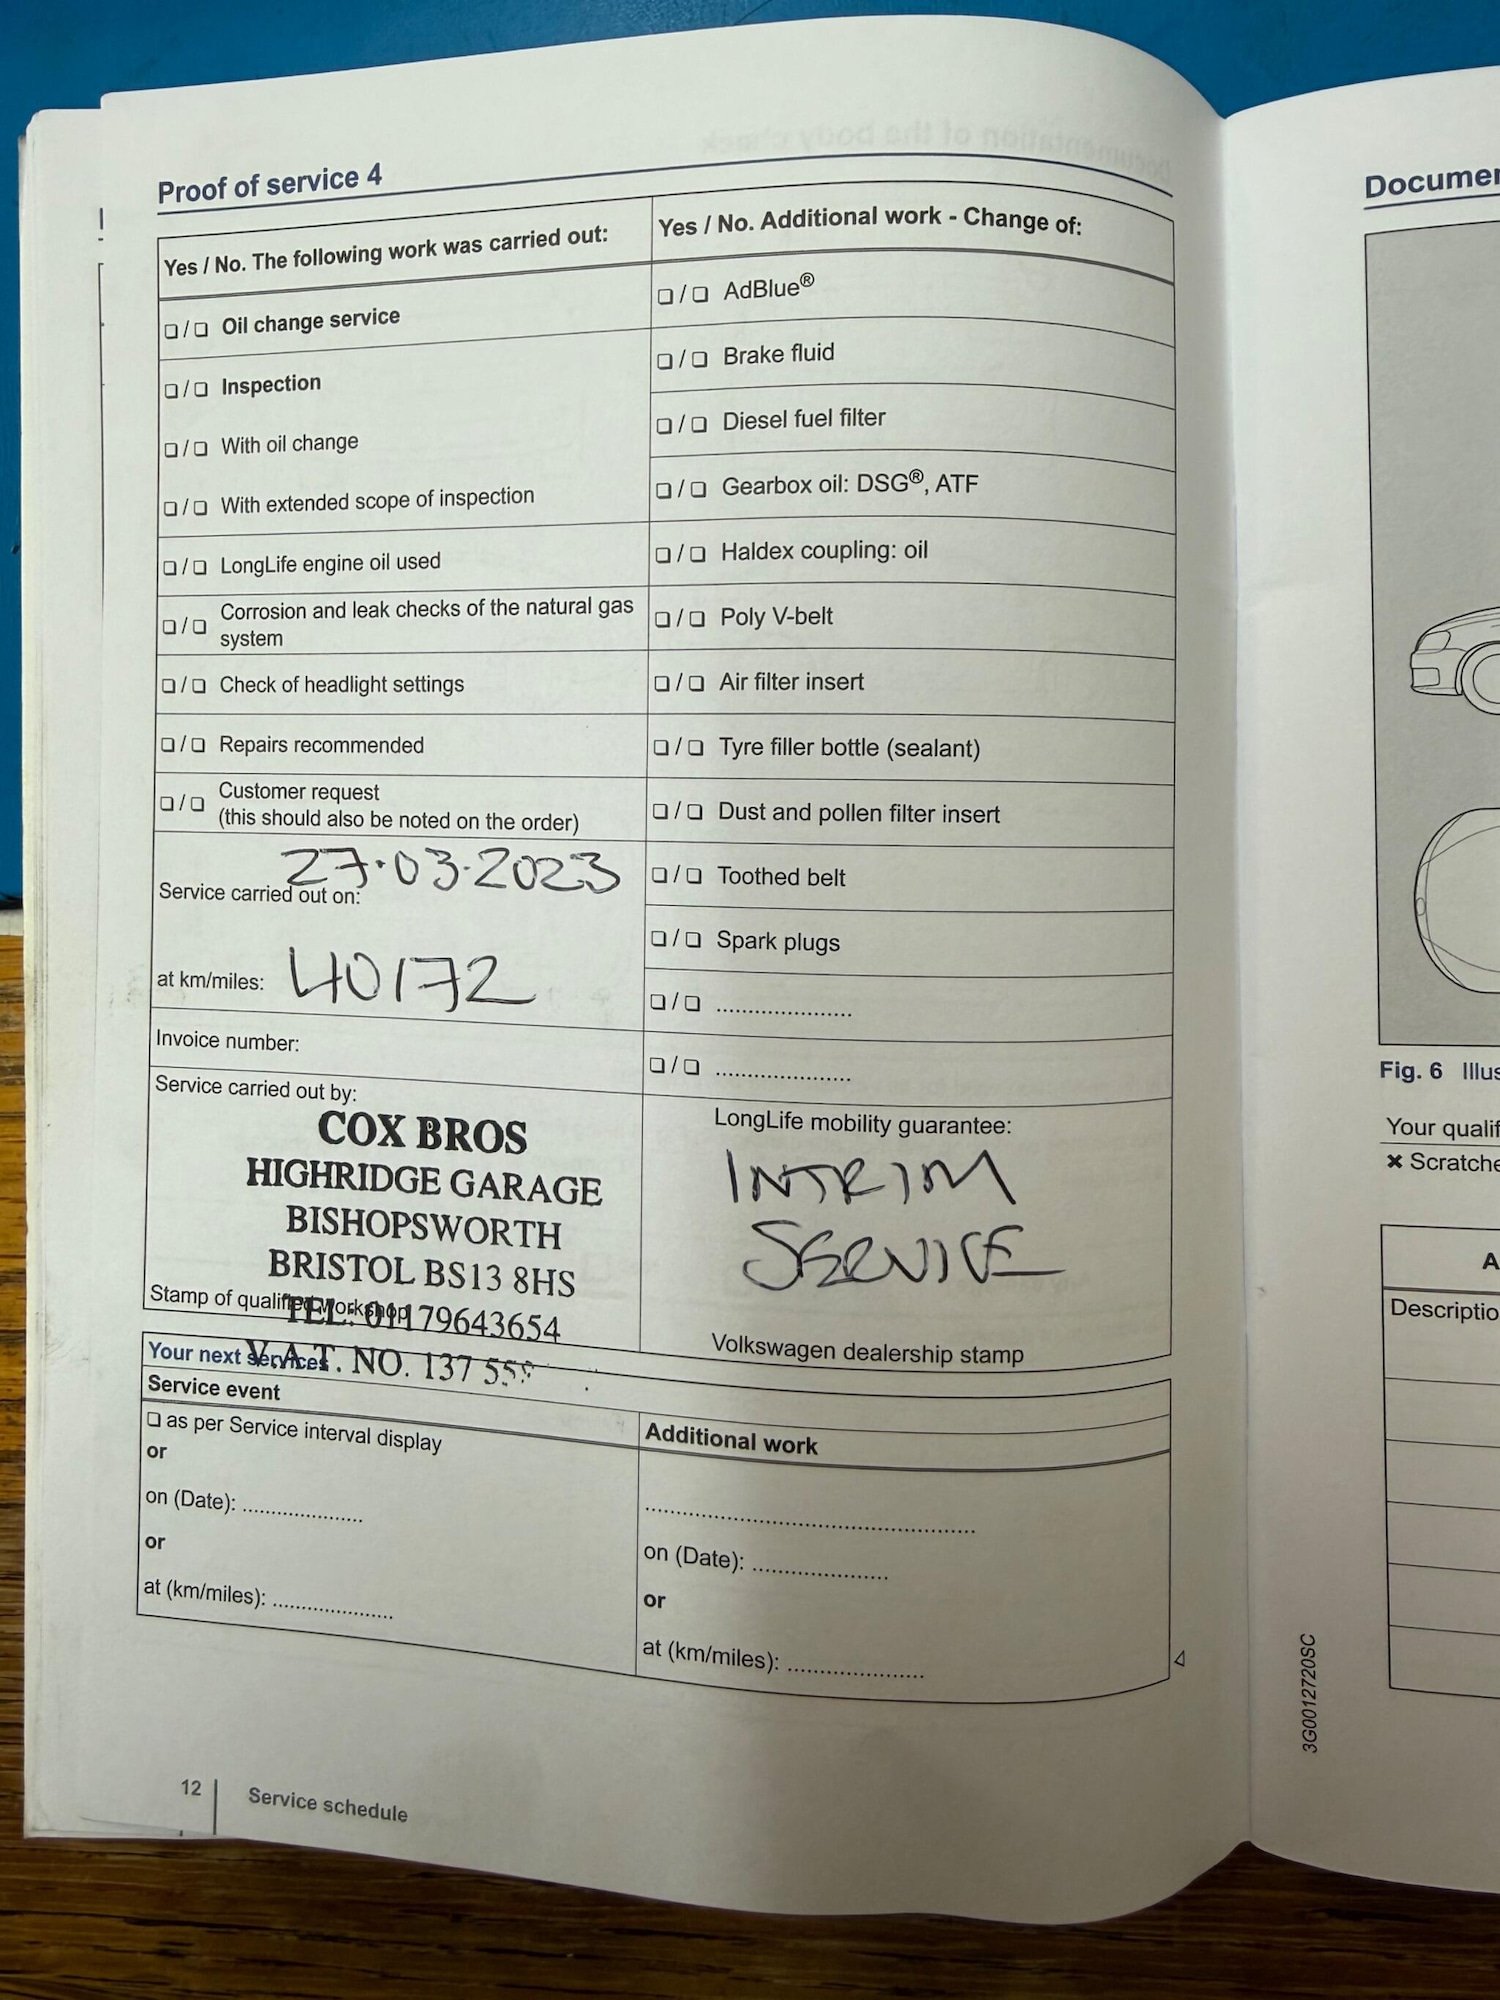 Proof of service 4
Yes / No. The following work was carried out:
❑ / ❑ Oil change service
❑ / ❑ Inspection
❑ / ❑ With oil change
❑ / ❑ With extended scope of inspection
❑ / ❑ LongLife engine oil used
❑ / ❑ Corrosion and leak checks of the natural gas
system
❑ / ❑ Check of headlight settings
❑ / ❑ Repairs recommended
❑ / ❑ Customer request
(this should also be noted on the order)
27·03·2023
Service carried out on:
at km/miles: 40172
Invoice number:
Service carried out by:
COX BROS
HIGHRIDGE GARAGE
BISHOPSWORTH
BRISTOL BS13 8HS
Stamp of qualified workshop
TEL: 01179643654
V.A.T. NO. 137
Yes / No. Additional work - Change of:
❑ / ❑ AdBlue®
❑ / ❑ Brake fluid
❑ / ❑ Diesel fuel filter
❑ / ❑ Gearbox oil: DSG®, ATF
❑ / ❑ Haldex coupling: oil
❑ / ❑ Poly V-belt
❑ / ❑ Air filter insert
❑ / ❑ Tyre filler bottle (sealant)
❑ / ❑ Dust and pollen filter insert
❑ / ❑ Toothed belt
❑ / ❑ Spark plugs
❑ / ❑ .....................
❑ / ❑ .....................
LongLife mobility guarantee:
INTRIM
SERVICE
Volkswagen dealership stamp
Your next services
Service event
❑ as per Service interval display
or
on (Date): ...................
or
at (km/miles): ...................
Additional work
.....................................................
on (Date): .....................
or
at (km/miles): .....................
12
Service schedule
Documen
Fig. 6 Illus
Your qualif
✖ Scratche
A
Descriptio
3G0012720SC